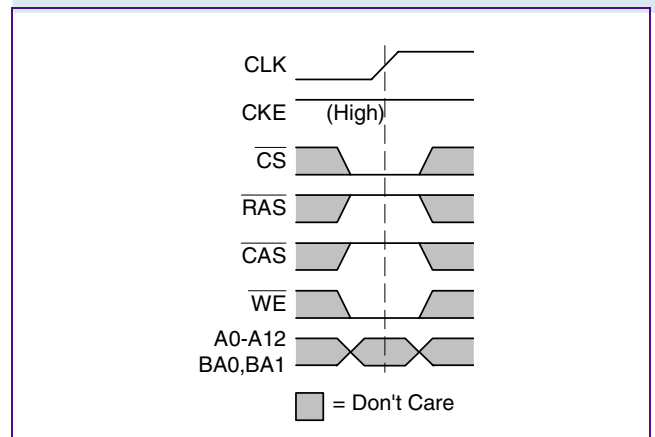 CLK
CKE (High)
CS
RAS
CAS
WE
A0-A12
BA0,BA1
= Don't Care